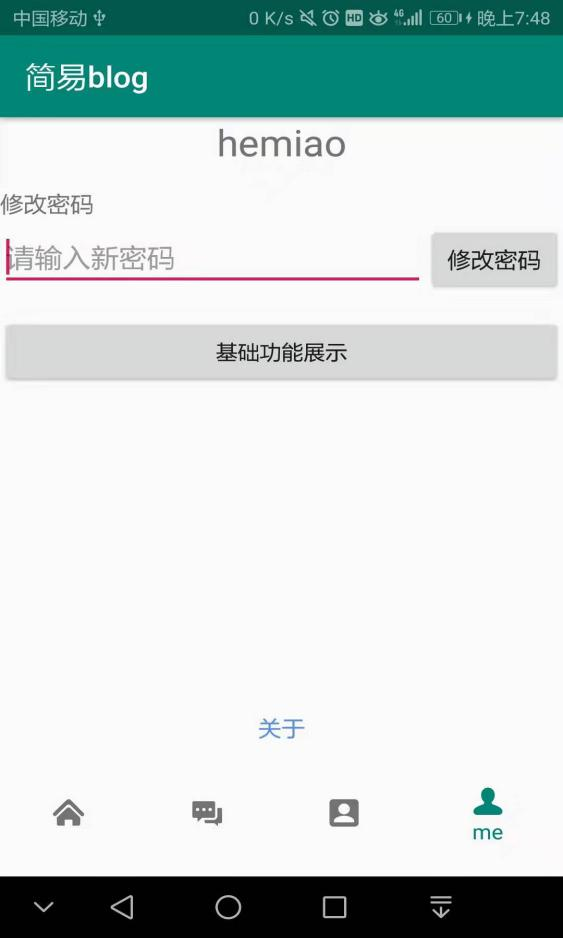 中国移动 0 K/s HD 4G 60 晚上7:48
简易blog
hemiao
修改密码
请输入新密码 修改密码
基础功能展示
关于
me